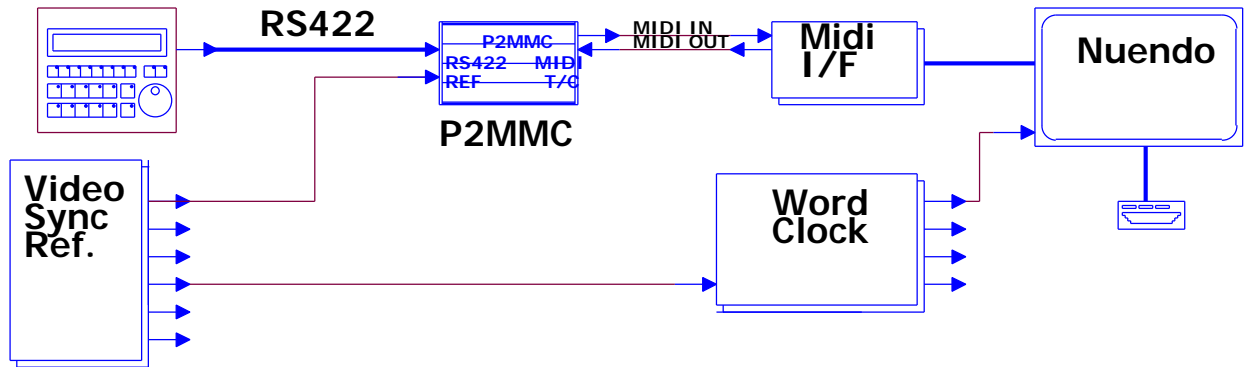 RS422
P2MMC
RS422 MIDI
REF T/C
P2MMC
MIDI IN
MIDI OUT
Midi
I/F
Nuendo
Video
Sync
Ref.
Word
Clock